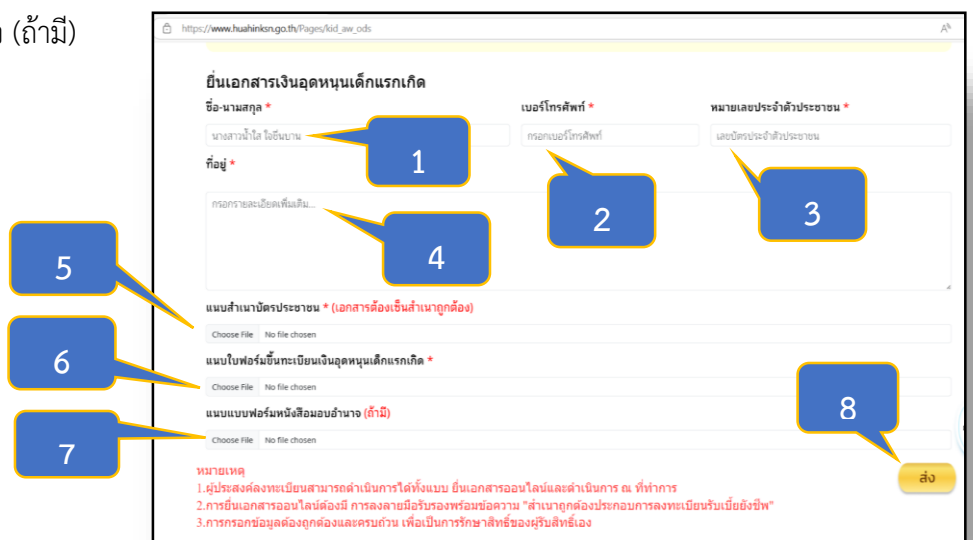 (ถ้ามี)
https://www.huahinksn.go.th/Pages/kid_aw_ods
ยื่นเอกสารเงินอุดหนุนเด็กแรกเกิด
ชื่อ-นามสกุล * เบอร์โทรศัพท์ * หมายเลขประจำตัวประชาชน *
นางสาวน้ำใส ใจชื่นบาน กรอกเบอร์โทรศัพท์ เลขบัตรประจำตัวประชาชน
1
2
3
ที่อยู่ *
กรอกรายละเอียดเพิ่มเติม...
4
5
แนบสำเนาบัตรประชาชน * (เอกสารต้องเซ็นสำเนาถูกต้อง)
Choose File No file chosen
6
แนบใบฟอร์มขึ้นทะเบียนเงินอุดหนุนเด็กแรกเกิด *
Choose File No file chosen
แนบแบบฟอร์มหนังสือมอบอำนาจ (ถ้ามี)
8
7
Choose File No file chosen
ส่ง
หมายเหตุ
1.ผู้ประสงค์ลงทะเบียนสามารถดำเนินการได้ทั้งแบบ ยื่นเอกสารออนไลน์และดำเนินการ ณ ที่ทำการ
2.การยื่นเอกสารออนไลน์ต้องมี การลงลายมือรับรองพร้อมข้อความ "สำเนาถูกต้องประกอบการลงทะเบียนรับเบี้ยยังชีพ"
3.การกรอกข้อมูลต้องถูกต้องและครบถ้วน เพื่อเป็นการรักษาสิทธิ์ของผู้รับสิทธิ์เอง